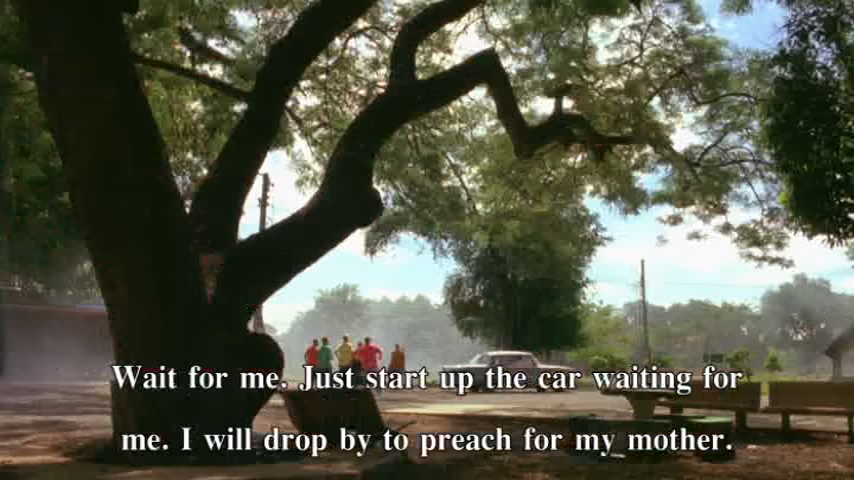 Wait for me. Just start up the car waiting for
me. I will drop by to preach for my mother.